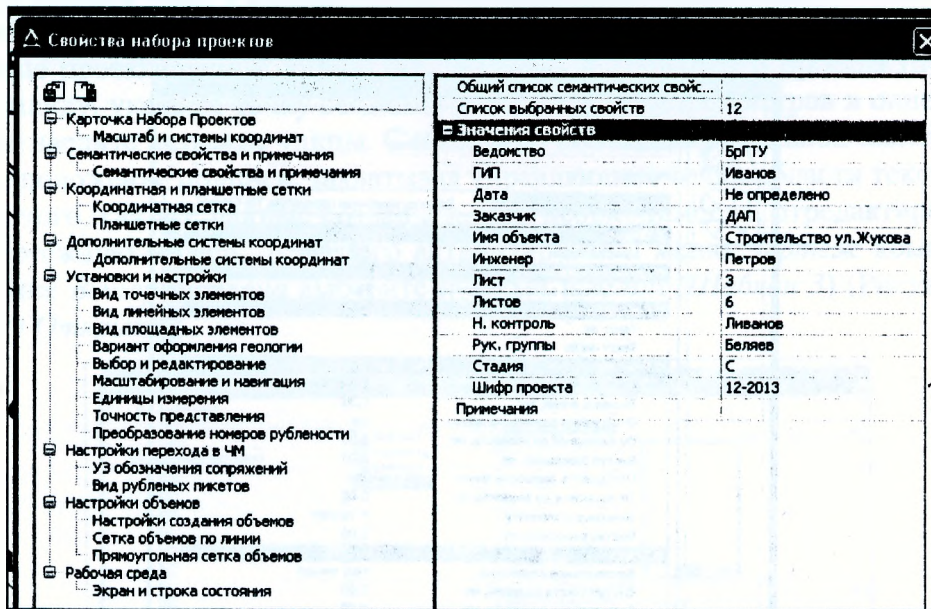 Свойства набора проектов
Карточка Набора Проектов
Масштаб и системы координат
Семантические свойства и примечания
Семантические свойства и примечания
Координатная и планшетные сетки
Координатная сетка
Планшетные сетки
Дополнительные системы координат
Дополнительные системы координат
Установки и настройки
Вид точечных элементов
Вид линейных элементов
Вид площадных элементов
Вариант оформления геологии
Выбор и редактирование
Масштабирование и навигация
Единицы измерения
Точность представления
Преобразование номеров рублености
Настройки перехода в ЧМ
УЗ обозначения сопряжений
Вид рубленых пикетов
Настройки объемов
Настройки создания объемов
Сетка объемов по линии
Прямоугольная сетка объемов
Рабочая среда
Экран и строка состояния
Общий список семантических свойс...
Список выбранных свойств 12
Значения свойств
Ведомство БрГТУ
ГИП Иванов
Дата Не определено
Заказчик ДАП
Имя объекта Строительство ул.Жукова
Инженер Петров
Лист 3
Листов 6
Н. контроль Ливанов
Рук. группы Беляев
Стадия С
Шифр проекта 12-2013
Примечания